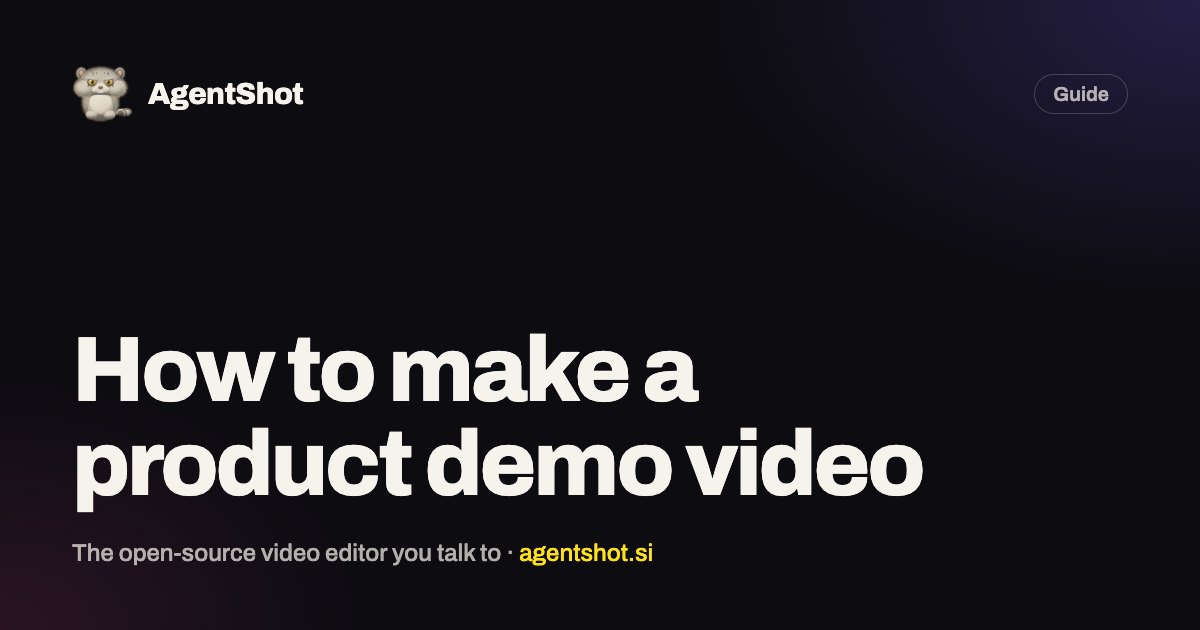 AgentShot
Guide
How to make a
product demo video
The open-source video editor you talk to · agentshot.si